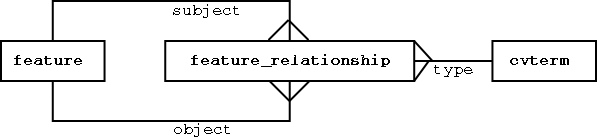 subject
feature
feature_relationship
cvterm
type
object